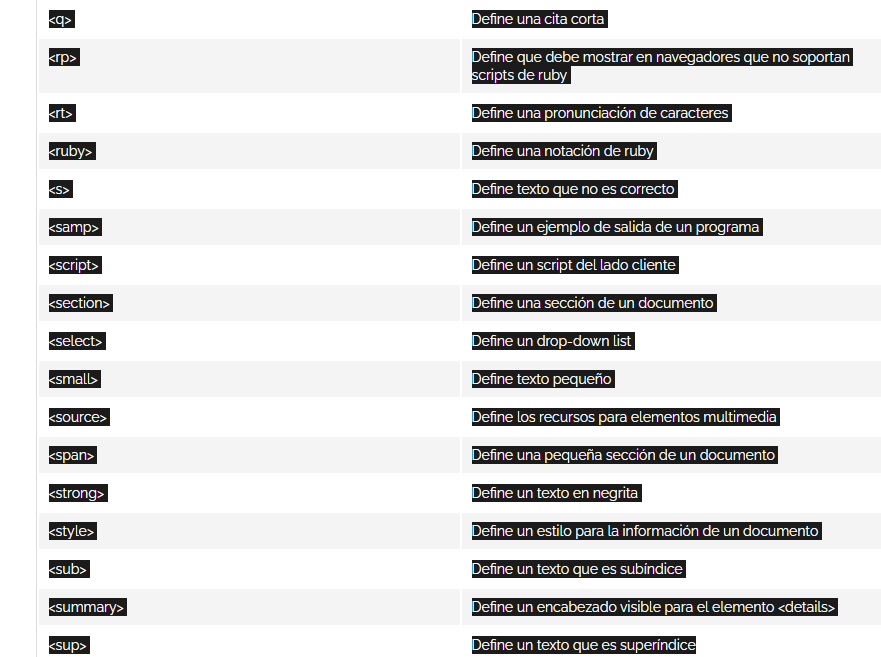 <q> Define una cita corta
<rp> Define que debe mostrar en navegadores que no soportan
scripts de ruby
<rt> Define una pronunciación de caracteres
<ruby> Define una notación de ruby
<s> Define texto que no es correcto
<samp> Define un ejemplo de salida de un programa
<script> Define un script del lado cliente
<section> Define una sección de un documento
<select> Define un drop-down list
<small> Define texto pequeño
<source> Define los recursos para elementos multimedia
<span> Define una pequeña sección de un documento
<strong> Define un texto en negrita
<style> Define un estilo para la información de un documento
<sub> Define un texto que es subíndice
<summary> Define un encabezado visible para el elemento <details>
<sup> Define un texto que es superíndice